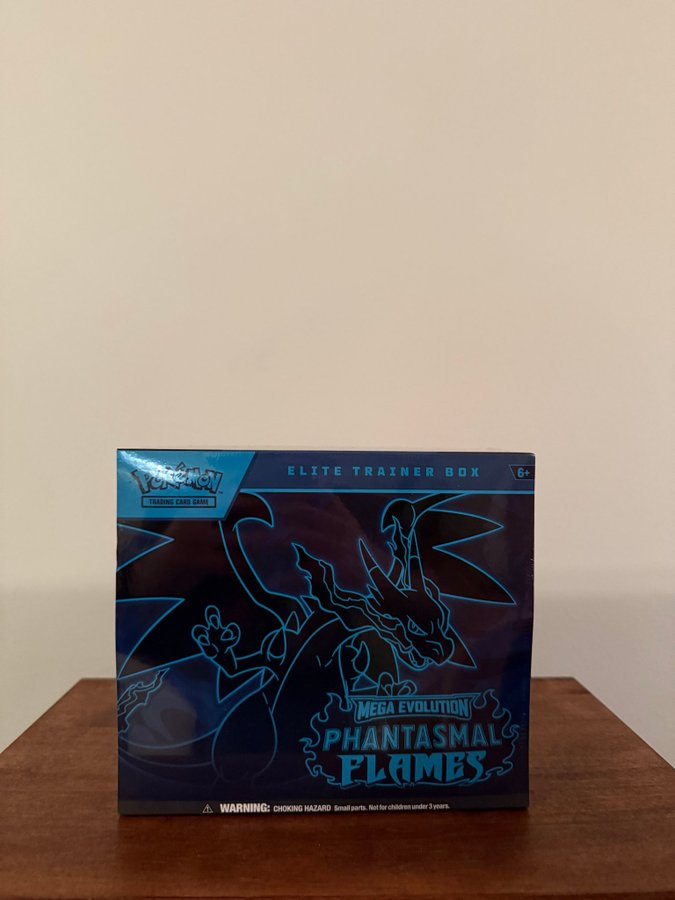 POKÉMON
TRADING CARD GAME
ELITE TRAINER BOX
6+
MEGA EVOLUTION
PHANTASMAL
FLAMES
WARNING: CHOKING HAZARD Small parts. Not for children under 3 years.